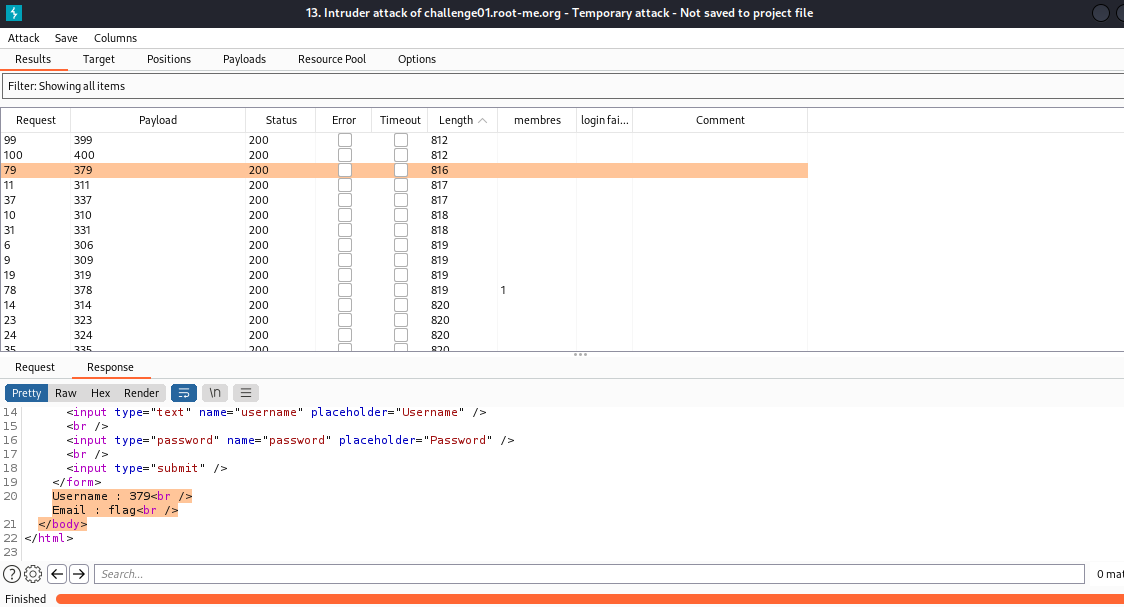 13. Intruder attack of challenge01.root-me.org - Temporary attack - Not saved to project file
Attack Save Columns
Results Target Positions Payloads Resource Pool Options
Filter: Showing all items
Request Payload Status Error Timeout Length membres login fai... Comment
99 399 200 812
100 400 200 812
79 379 200 816
11 311 200 817
37 337 200 817
10 310 200 818
31 331 200 818
6 306 200 819
9 309 200 819
19 319 200 819
78 378 200 819 1
14 314 200 820
23 323 200 820
24 324 200 820
35 335 200 820
Request Response
Pretty Raw Hex Render \n
14 <input type="text" name="username" placeholder="Username" />
15 <br />
16 <input type="password" name="password" placeholder="Password" />
17 <br />
18 <input type="submit" />
19 </form>
20 Username : 379<br />
Email : flag<br />
21 </body>
22 </html>
23
? Search... 0 mat
Finished